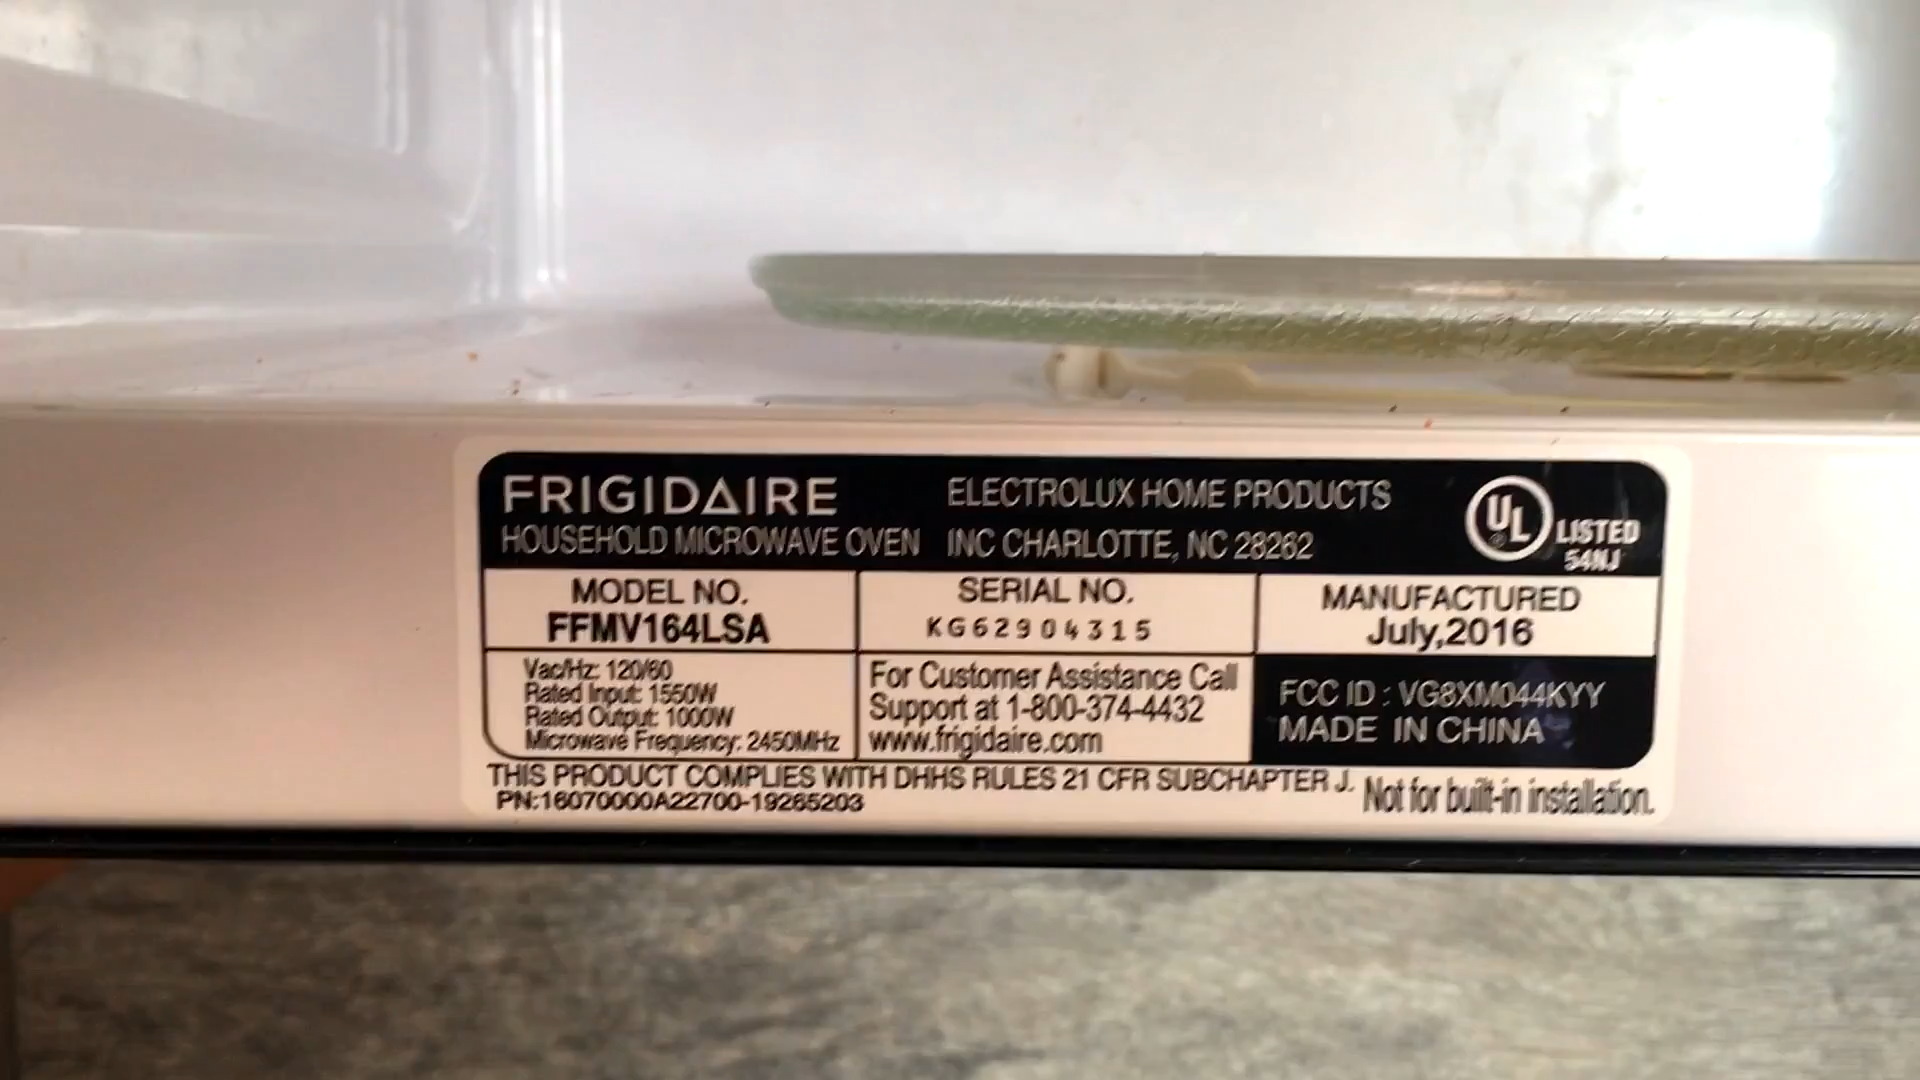 FRIGIDAIRE
HOUSEHOLD MICROWAVE OVEN
ELECTROLUX HOME PRODUCTS
INC CHARLOTTE, NC 28262
UL
®
LISTED
54NJ
MODEL NO.
FFMV164LSA
SERIAL NO.
KG62904315
MANUFACTURED
July,2016
Vac/Hz: 120/60
Rated Input: 1550W
Rated Output: 1000W
Microwave Frequency: 2450MHz
For Customer Assistance Call
Support at 1-800-374-4432
www.frigidaire.com
FCC ID : VG8XM044KYY
MADE IN CHINA
THIS PRODUCT COMPLIES WITH DHHS RULES 21 CFR SUBCHAPTER J.
PN:16070000A22700-19265203
Not for built-in installation.